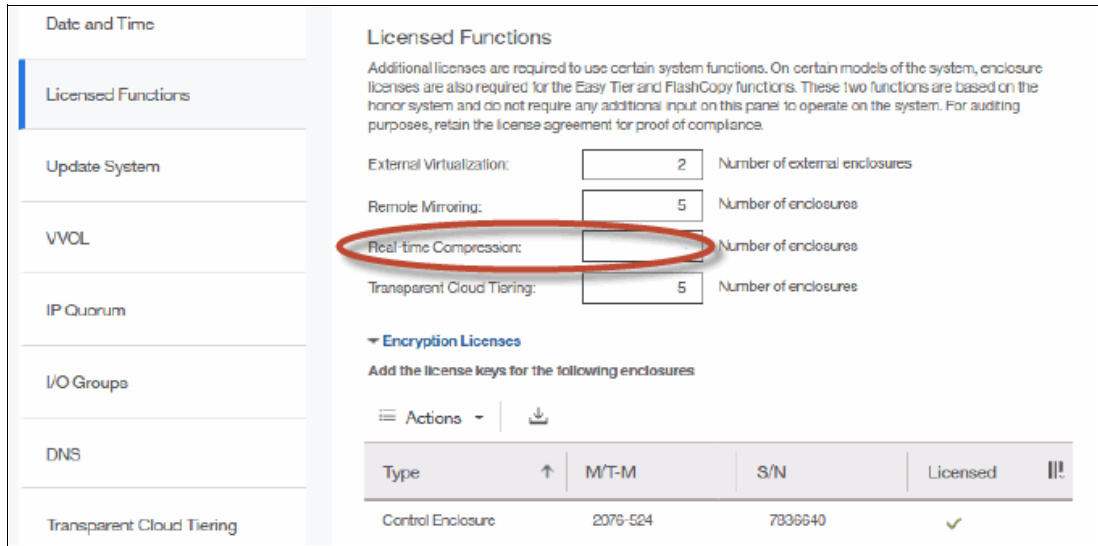 Date and Time
Licensed Functions
Update System
VVOL
IP Quorum
I/O Groups
DNS
Transparent Cloud Tiering
Licensed Functions
Additional licenses are required to use certain system functions. On certain models of the system, enclosure
licenses are also required for the Easy Tier and FlashCopy functions. These two functions are based on the
honor system and do not require any additional input on this panel to operate on the system. For auditing
purposes, retain the license agreement for proof of compliance.
External Virtualization: 2 Number of external enclosures
Remote Mirroring: 5 Number of enclosures
Real-time Compression: Number of enclosures
Transparent Cloud Tiering: 5 Number of enclosures
Encryption Licenses
Add the license keys for the following enclosures
Actions
Type M/T-M S/N Licensed
Control Enclosure 2076-524 7836640